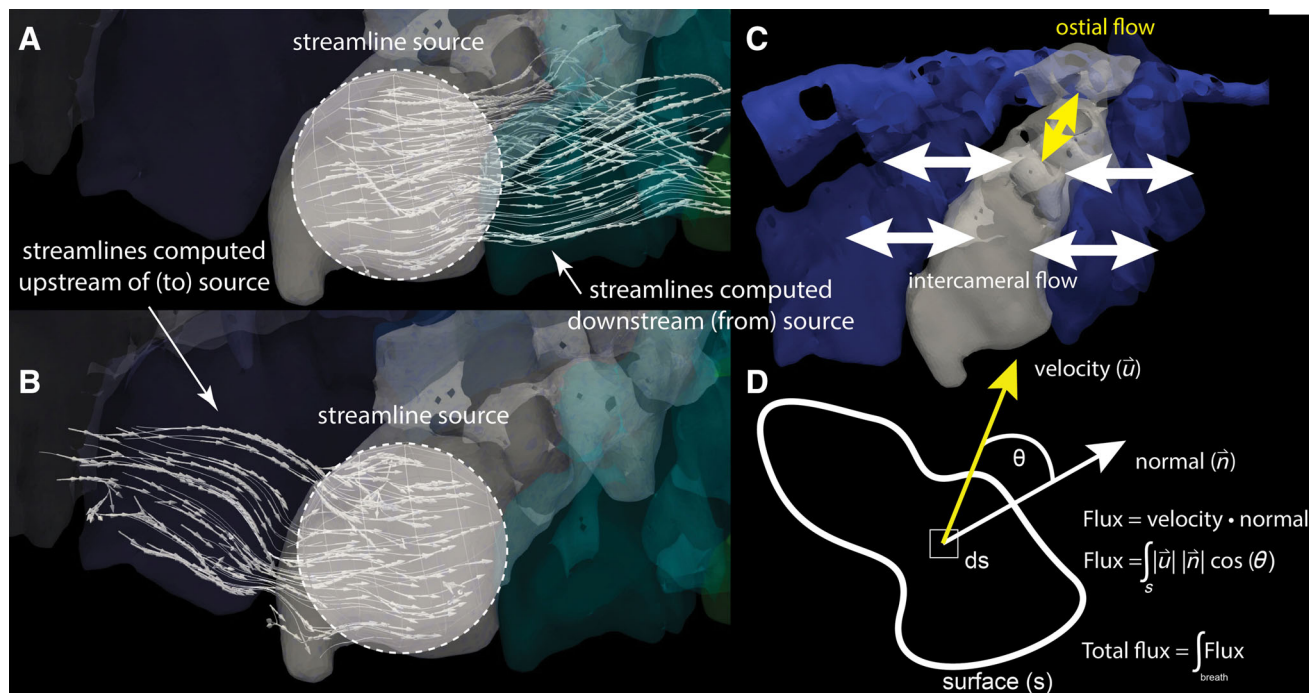 A
streamline source
streamlines computed
upstream of (to) source
streamlines computed
downstream (from) source
B
streamline source
C
ostial flow
intercameral flow
D
velocity (u⃗)
θ
normal (n⃗)
ds
Flux = velocity • normal
Flux = ∫ₛ |u⃗| |n⃗| cos (θ)
Total flux = ∫ Flux
breath
surface (s)